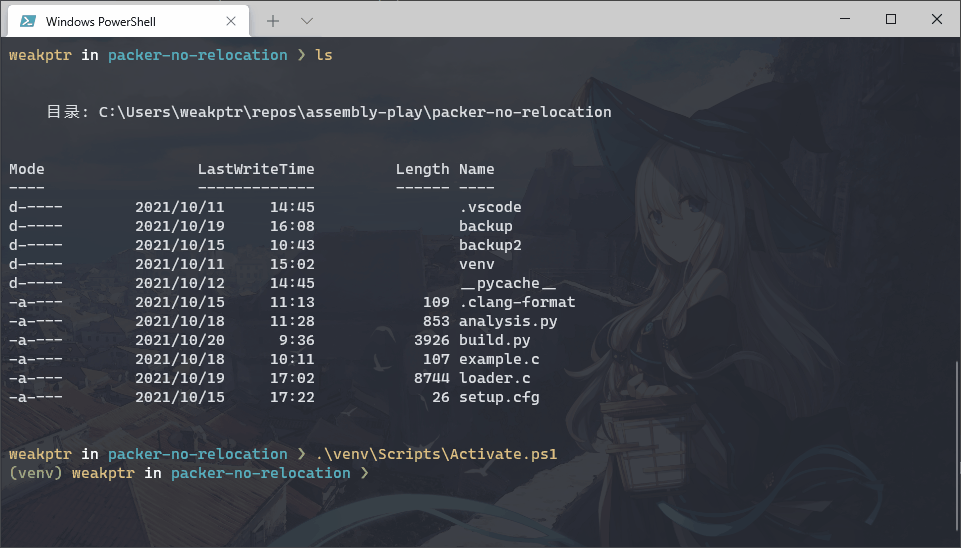 Windows PowerShell
weakptr in packer-no-relocation ❯ ls
目录: C:\Users\weakptr\repos\assembly-play\packer-no-relocation
Mode                 LastWriteTime         Length Name
----                 -------------         ------ ----
d-----        2021/10/11     14:45                .vscode
d-----        2021/10/19     16:08                backup
d-----        2021/10/15     10:43                backup2
d-----        2021/10/11     15:02                venv
d-----        2021/10/12     14:45                __pycache__
-a----        2021/10/15     11:13            109 .clang-format
-a----        2021/10/18     11:28            853 analysis.py
-a----        2021/10/20      9:36           3926 build.py
-a----        2021/10/18     10:11            107 example.c
-a----        2021/10/19     17:02           8744 loader.c
-a----        2021/10/15     17:22             26 setup.cfg
weakptr in packer-no-relocation ❯ .\venv\Scripts\Activate.ps1
(venv) weakptr in packer-no-relocation ❯